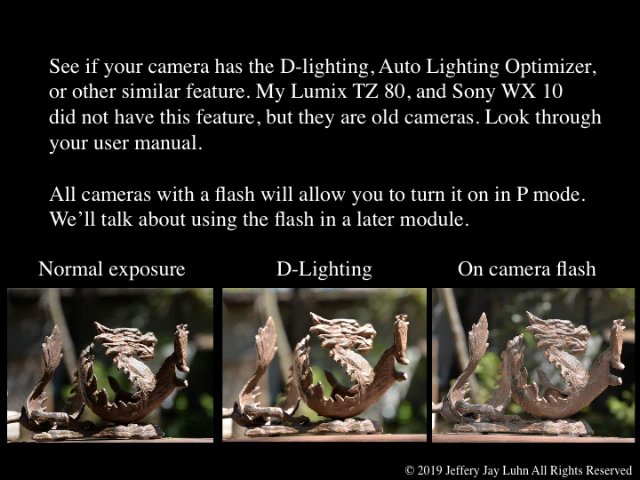 See if your camera has the D-lighting, Auto Lighting Optimizer,
or other similar feature. My Lumix TZ 80, and Sony WX 10
did not have this feature, but they are old cameras. Look through
your user manual.
All cameras with a flash will allow you to turn it on in P mode.
We’ll talk about using the flash in a later module.
Normal exposure D-Lighting On camera flash
© 2019 Jeffery Jay Luhn All Rights Reserved